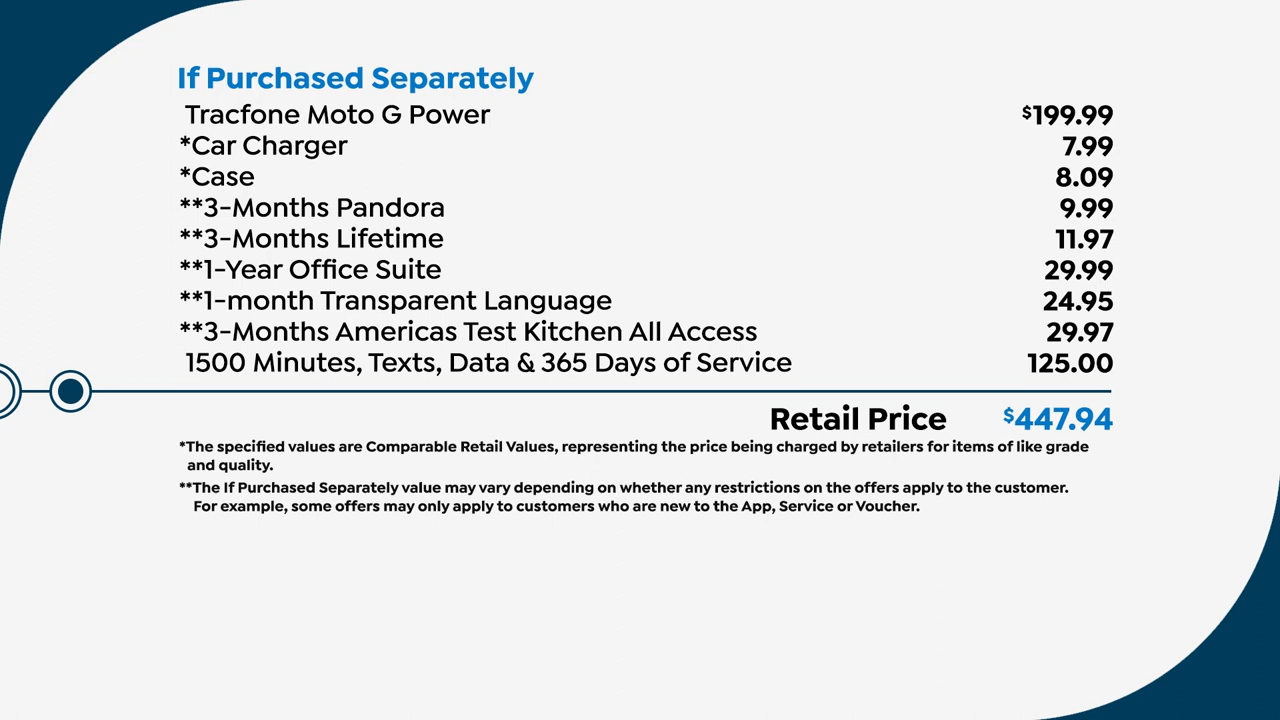 If Purchased Separately
Tracfone Moto G Power $199.99
*Car Charger 7.99
*Case 8.09
**3-Months Pandora 9.99
**3-Months Lifetime 11.97
**1-Year Office Suite 29.99
**1-month Transparent Language 24.95
**3-Months Americas Test Kitchen All Access 29.97
1500 Minutes, Texts, Data & 365 Days of Service 125.00
Retail Price $447.94
*The specified values are Comparable Retail Values, representing the price being charged by retailers for items of like grade
and quality.
**The If Purchased Separately value may vary depending on whether any restrictions on the offers apply to the customer.
For example, some offers may only apply to customers who are new to the App, Service or Voucher.